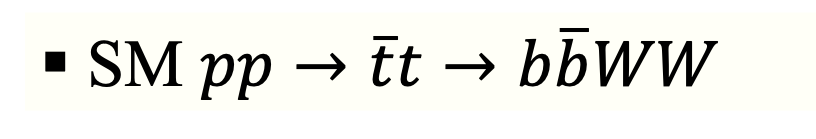 ▪ SM 𝑝𝑝 → t̅t → bb̅WW